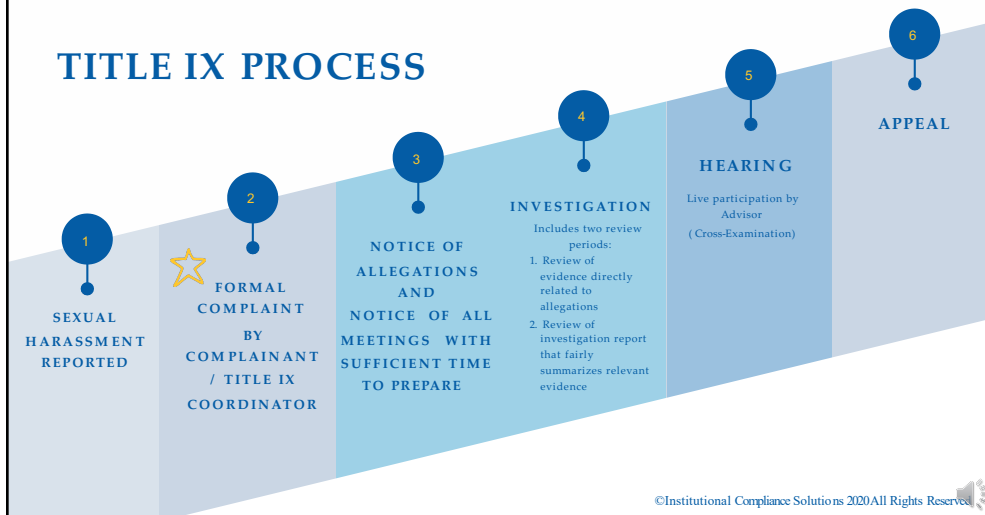 TITLE IX PROCESS
1
SEXUAL
HARASSMENT
REPORTED
2
FORMAL
COMPLAINT
BY
COMPLAINANT
/ TITLE IX
COORDINATOR
3
NOTICE OF
ALLEGATIONS
AND
NOTICE OF ALL
MEETINGS WITH
SUFFICIENT TIME
TO PREPARE
4
INVESTIGATION
Includes two review
periods:
1. Review of
evidence directly
related to
allegations
2. Review of
investigation report
that fairly
summarizes relevant
evidence
5
HEARING
Live participation by
Advisor
( Cross-Examination)
6
APPEAL
©Institutional Compliance Solutions 2020All Rights Reserved